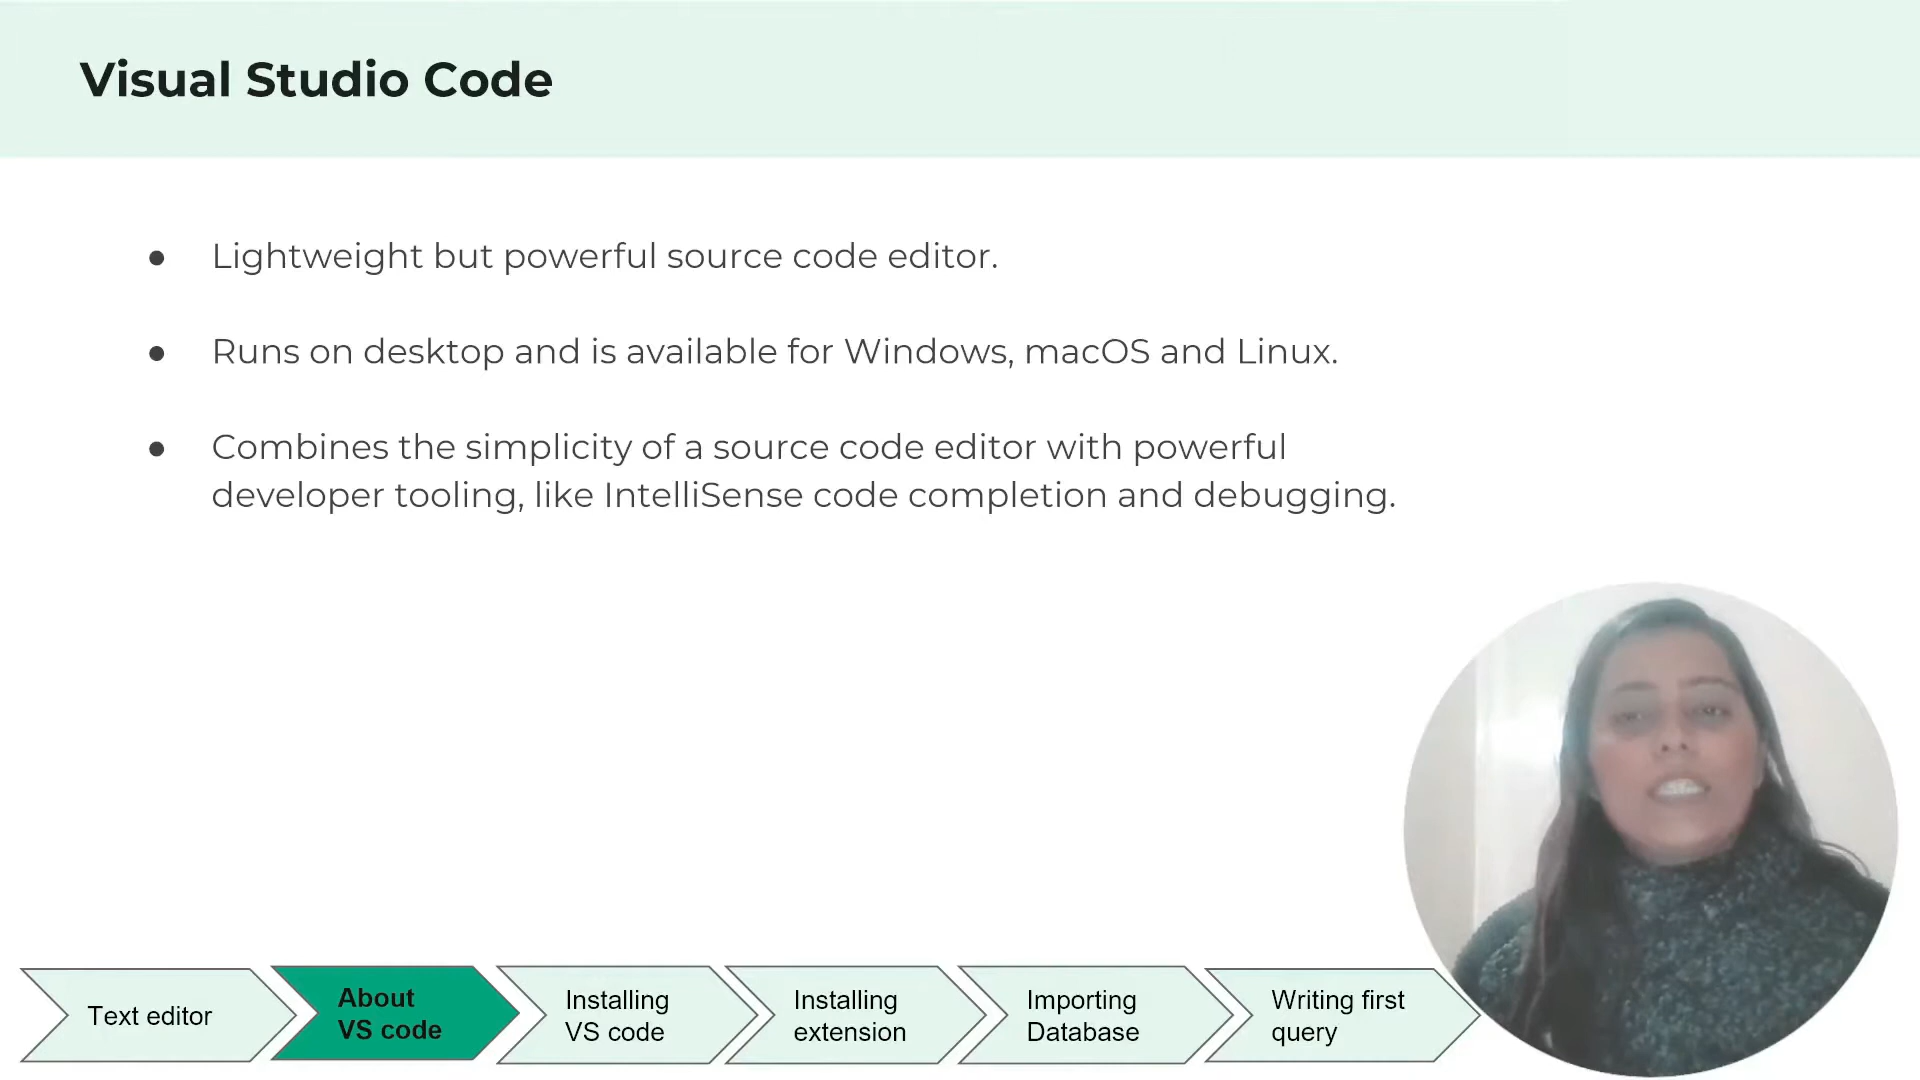 Visual Studio Code
● Lightweight but powerful source code editor.
● Runs on desktop and is available for Windows, macOS and Linux.
● Combines the simplicity of a source code editor with powerful
developer tooling, like IntelliSense code completion and debugging.
Text editor
About
VS code
Installing
VS code
Installing
extension
Importing
Database
Writing first
query